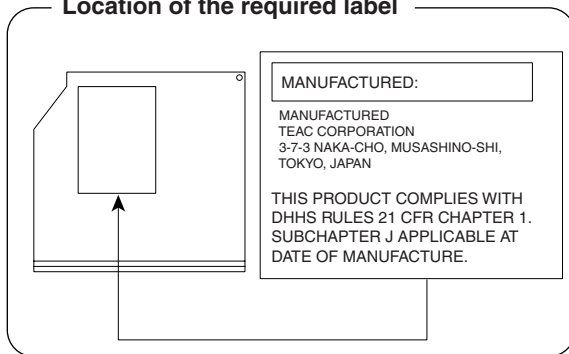 Location of the required label
MANUFACTURED:
MANUFACTURED
TEAC CORPORATION
3-7-3 NAKA-CHO, MUSASHINO-SHI,
TOKYO, JAPAN
THIS PRODUCT COMPLIES WITH
DHHS RULES 21 CFR CHAPTER 1.
SUBCHAPTER J APPLICABLE AT
DATE OF MANUFACTURE.